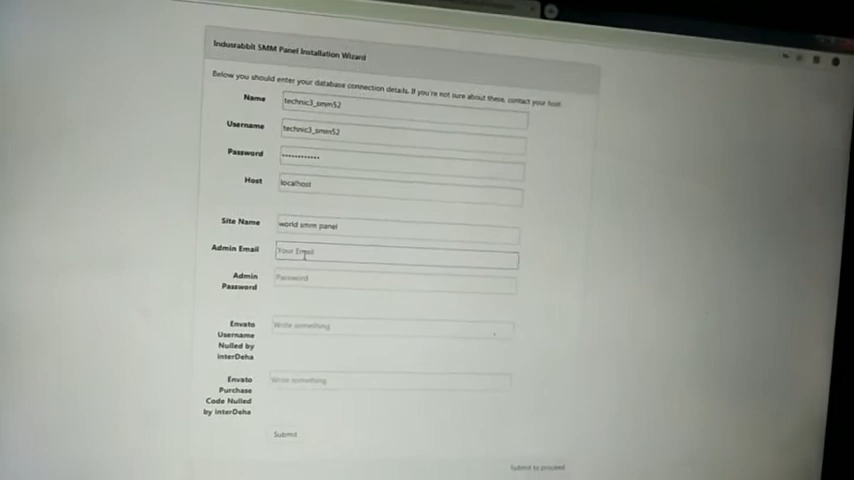 Indusrabbit SMM Panel Installation Wizard
Below you should enter your database connection details. If you're not sure about these, contact your host.
Name technic3_smm52
Username technic3_smm52
Password ••••••••••••
Host localhost
Site Name world smm panel
Admin Email Your Email
Admin Password
Password
Envato Write something
Username
Nulled by
interDeha
Envato Write something
Purchase
Code Nulled
by interDeha
Submit
Submit to proceed